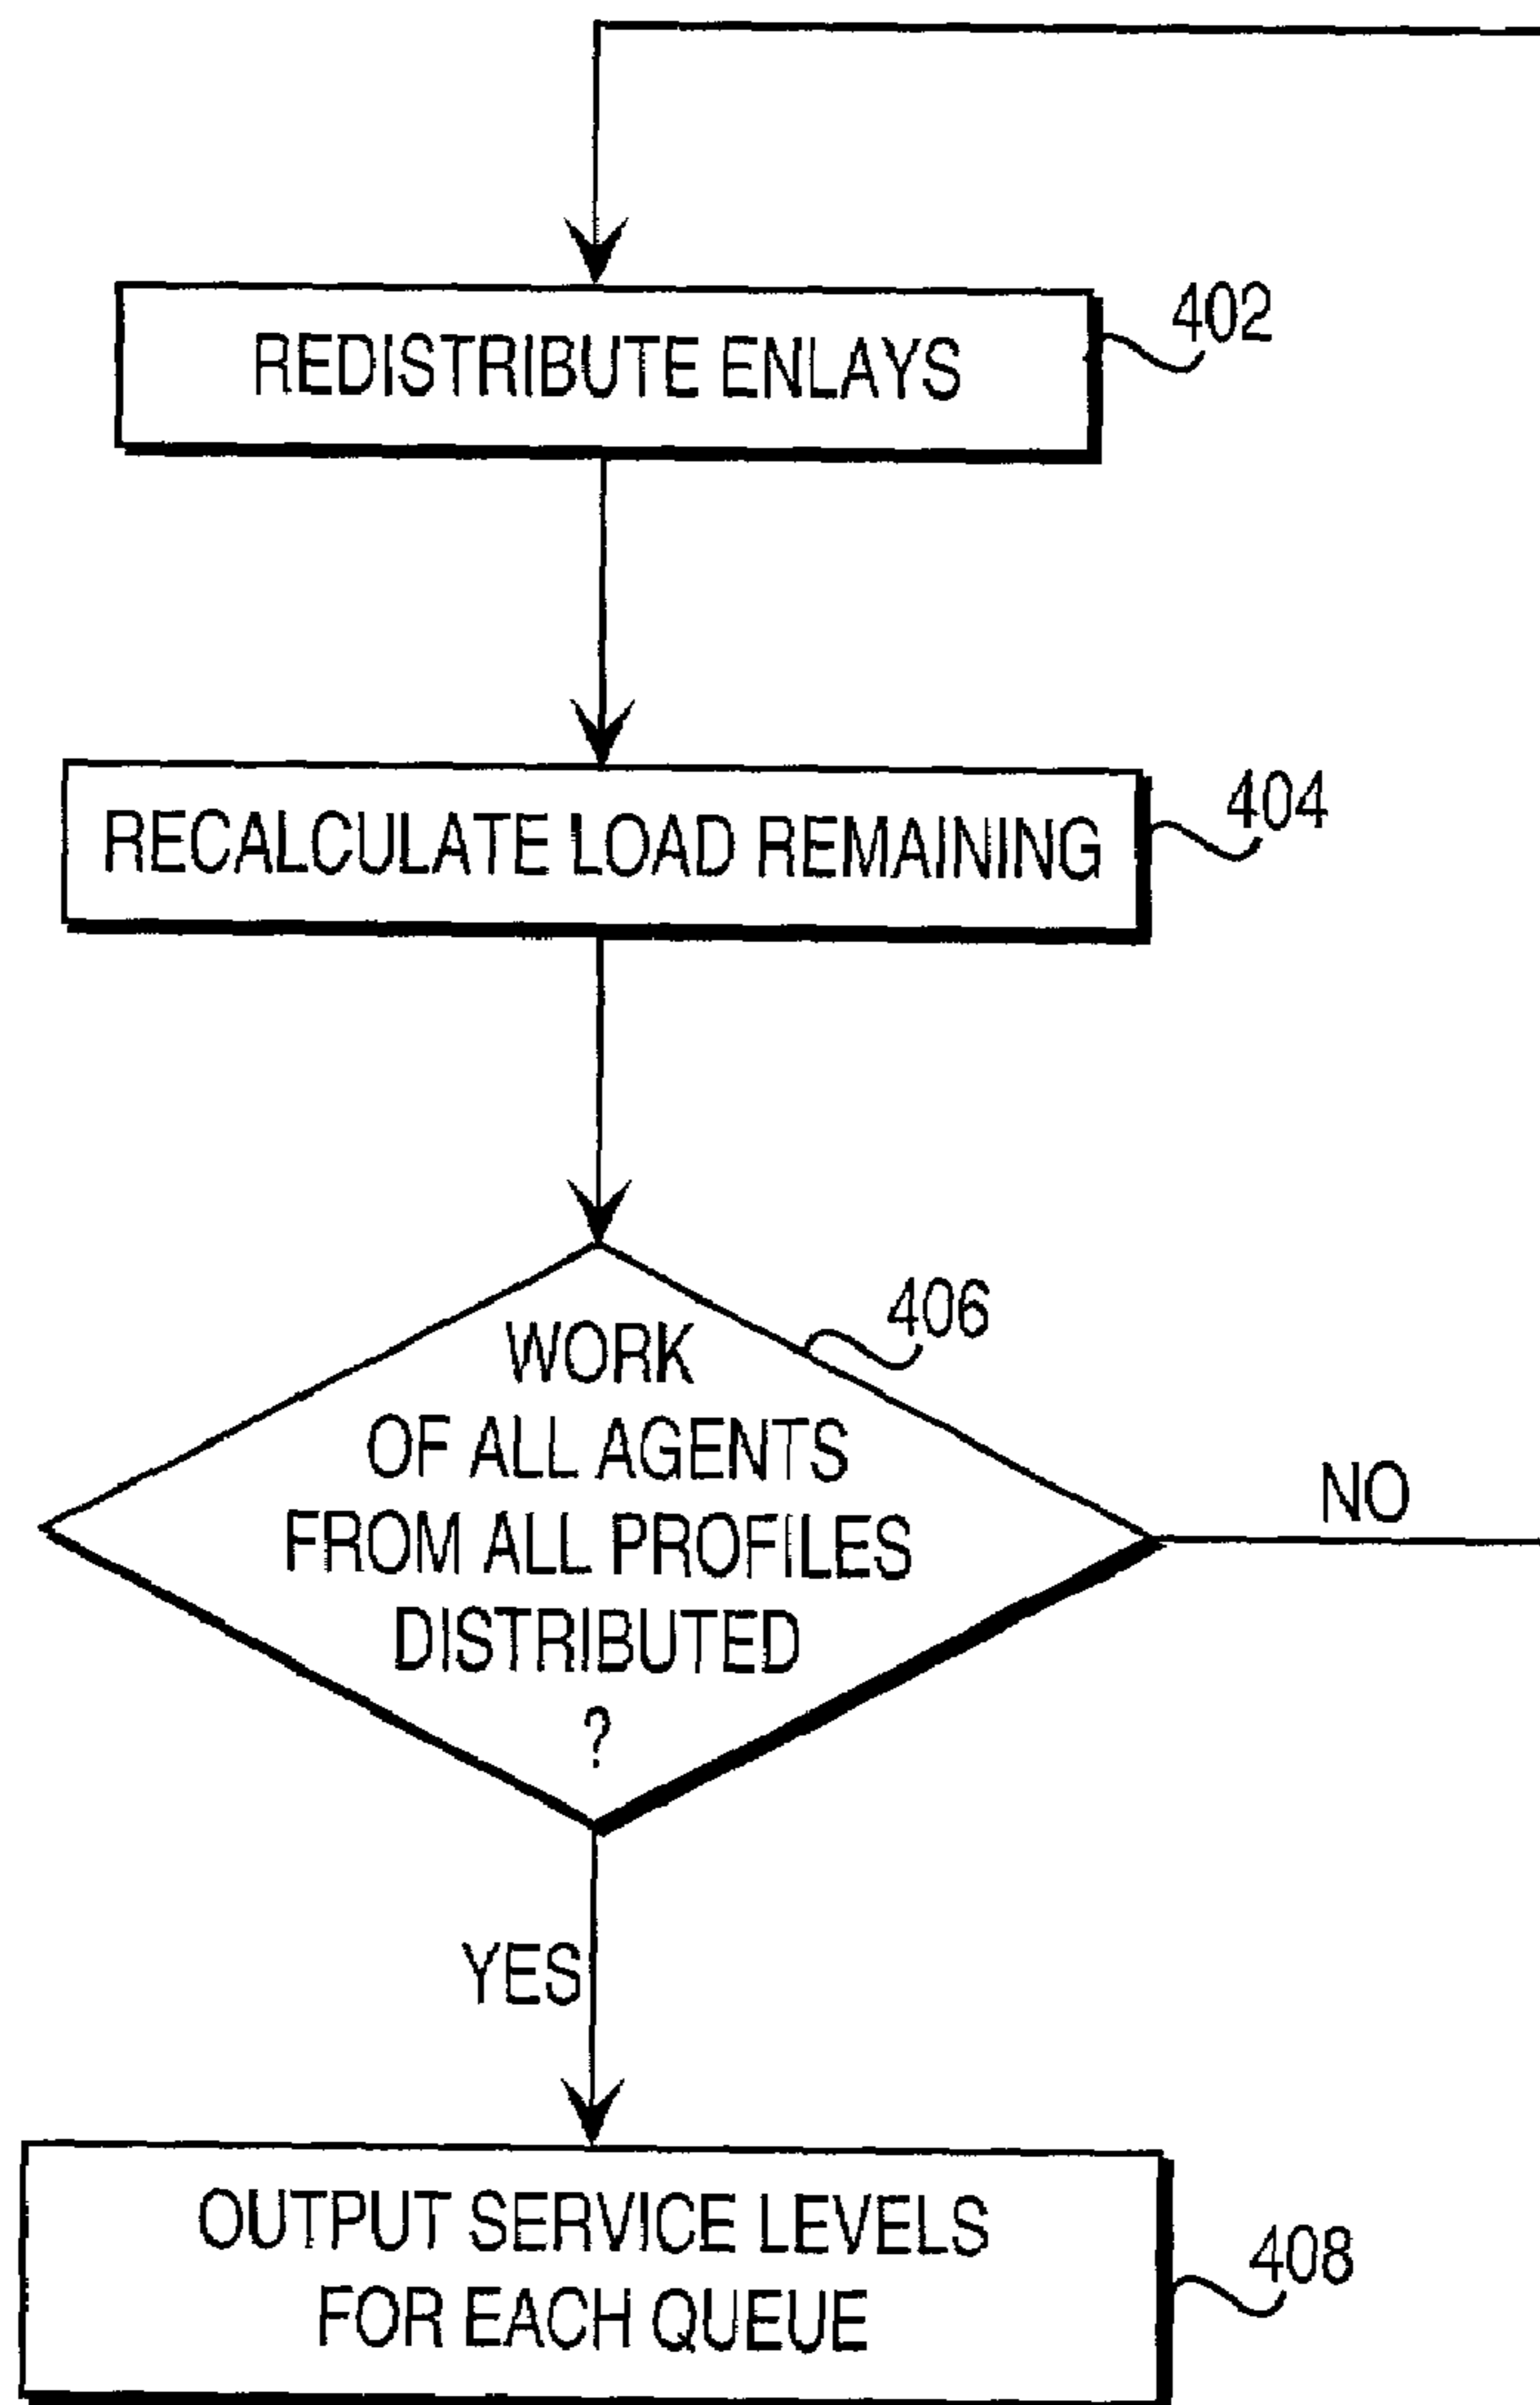 REDISTRIBUTE ENLAYS
402
RECALCULATE LOAD REMAINING
404
406
WORK
OF ALL AGENTS
FROM ALL PROFILES
DISTRIBUTED
?
NO
YES
OUTPUT SERVICE LEVELS
FOR EACH QUEUE
408